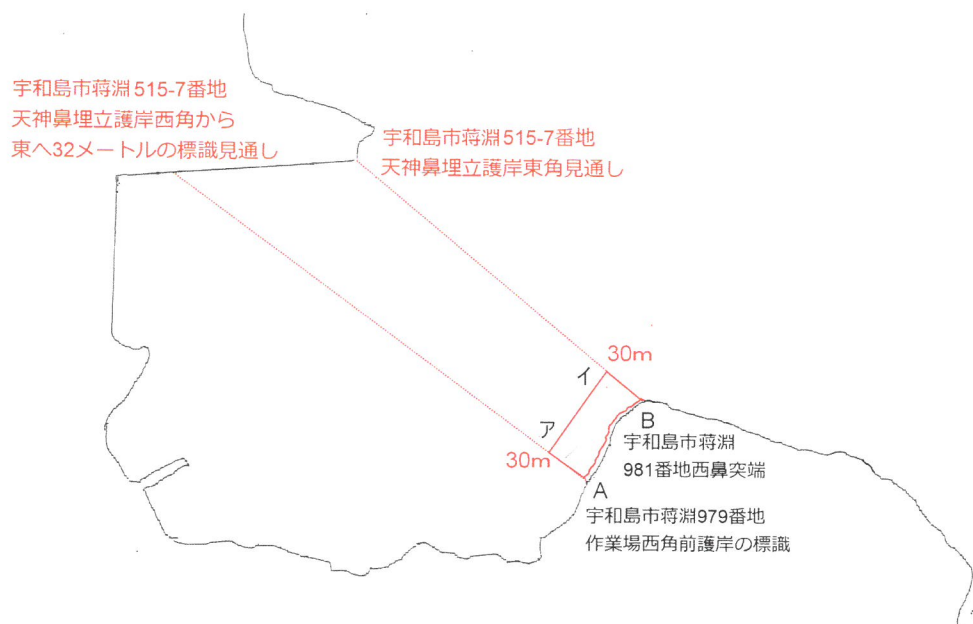 宇和島市蒋淵515-7番地
天神鼻埋立護岸西角から
東へ32メートルの標識見通し
宇和島市蒋淵515-7番地
天神鼻埋立護岸東角見通し
30m
イ
ア
30m
B
宇和島市蒋淵
981番地西鼻突端
A
宇和島市蒋淵979番地
作業場西角前護岸の標識